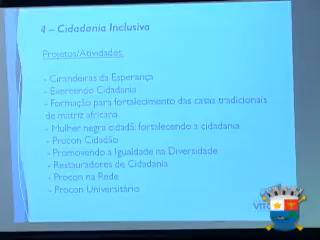 4 – Cidadania Inclusiva
Projetos/Atividades:
- Cirandeiras da Esperança
- Exercendo Cidadania
- Formação para fortalecimento das casas tradicionais
de matriz africana
- Mulher negra cidadã: fortalecendo a cidadania
- Procon Cidadão
- Promovendo a Igualdade na Diversidade
- Restauradores de Cidadania
- Procon na Rede
- Procon Universitário